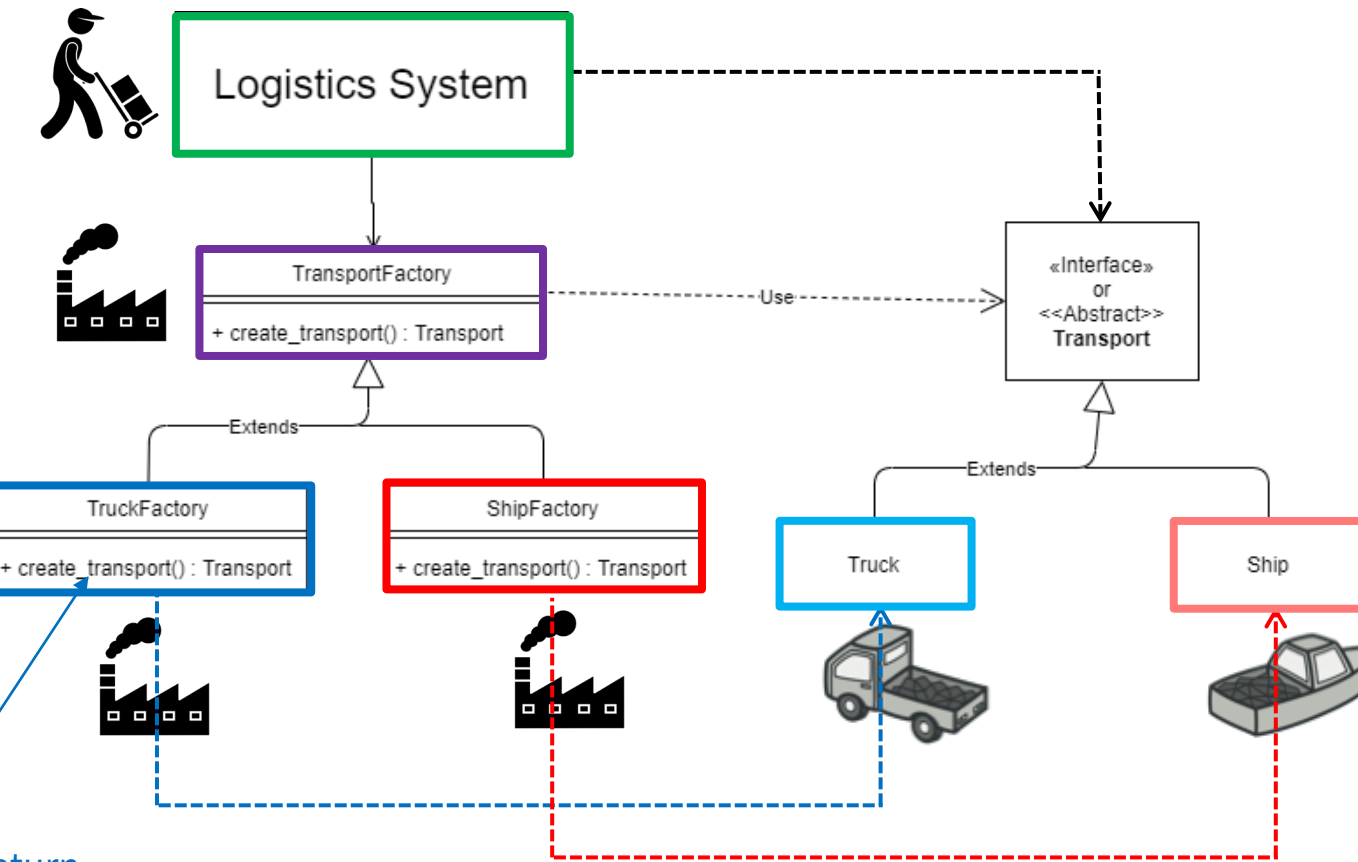 Logistics System
TransportFactory
+ create_transport() : Transport
Use
«Interface»
or
<<Abstract>>
Transport
Extends
Extends
TruckFactory
+ create_transport() : Transport
ShipFactory
+ create_transport() : Transport
Truck
Ship